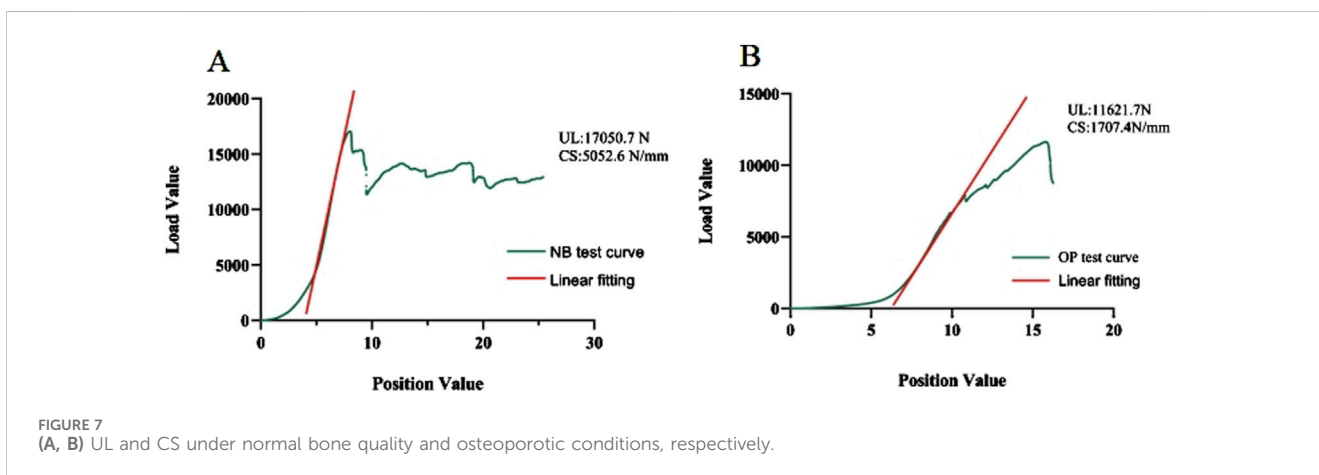 A
20000
15000
10000
5000
0
0
10
20
30
Load Value
Position Value
UL:17050.7 N
CS:5052.6 N/mm
NB test curve
Linear fitting
B
15000
10000
5000
0
0
5
10
15
20
Load Value
Position Value
UL:11621.7N
CS:1707.4N/mm
OP test curve
Linear fitting
FIGURE 7
(A, B) UL and CS under normal bone quality and osteoporotic conditions, respectively.